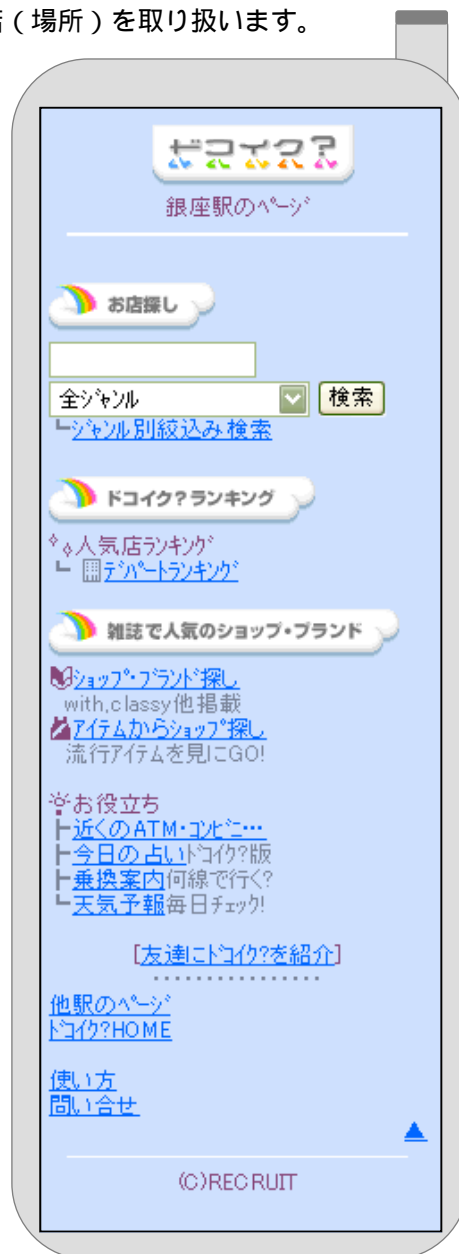 （場所）を取り扱います。
ドコイク?
銀座駅のﾍﾟｰｼﾞ
お店探し
全ｼﾞｬﾝﾙ 検索
ｼﾞｬﾝﾙ別絞込み検索
ドコイク？ランキング
人気店ﾗﾝｷﾝｸﾞ
ﾃﾞﾊﾟｰﾄﾗﾝｷﾝｸﾞ
雑誌で人気のショップ・ブランド
ｼｮｯﾌﾟ･ﾌﾞﾗﾝﾄﾞ探し
with,classy他掲載
ｱｲﾃﾑからｼｮｯﾌﾟ探し
流行ｱｲﾃﾑを見にGO!
お役立ち
近くのATM･ｺﾝﾋﾞﾆ…
今日の占いﾄﾞｺｲｸ?版
乗換案内何線で行く?
天気予報毎日ﾁｪｯｸ!
[友達にﾄﾞｺｲｸ?を紹介]
他駅のﾍﾟｰｼﾞ
ﾄﾞｺｲｸ?HOME
使い方
問い合せ
▲
(C)RECRUIT